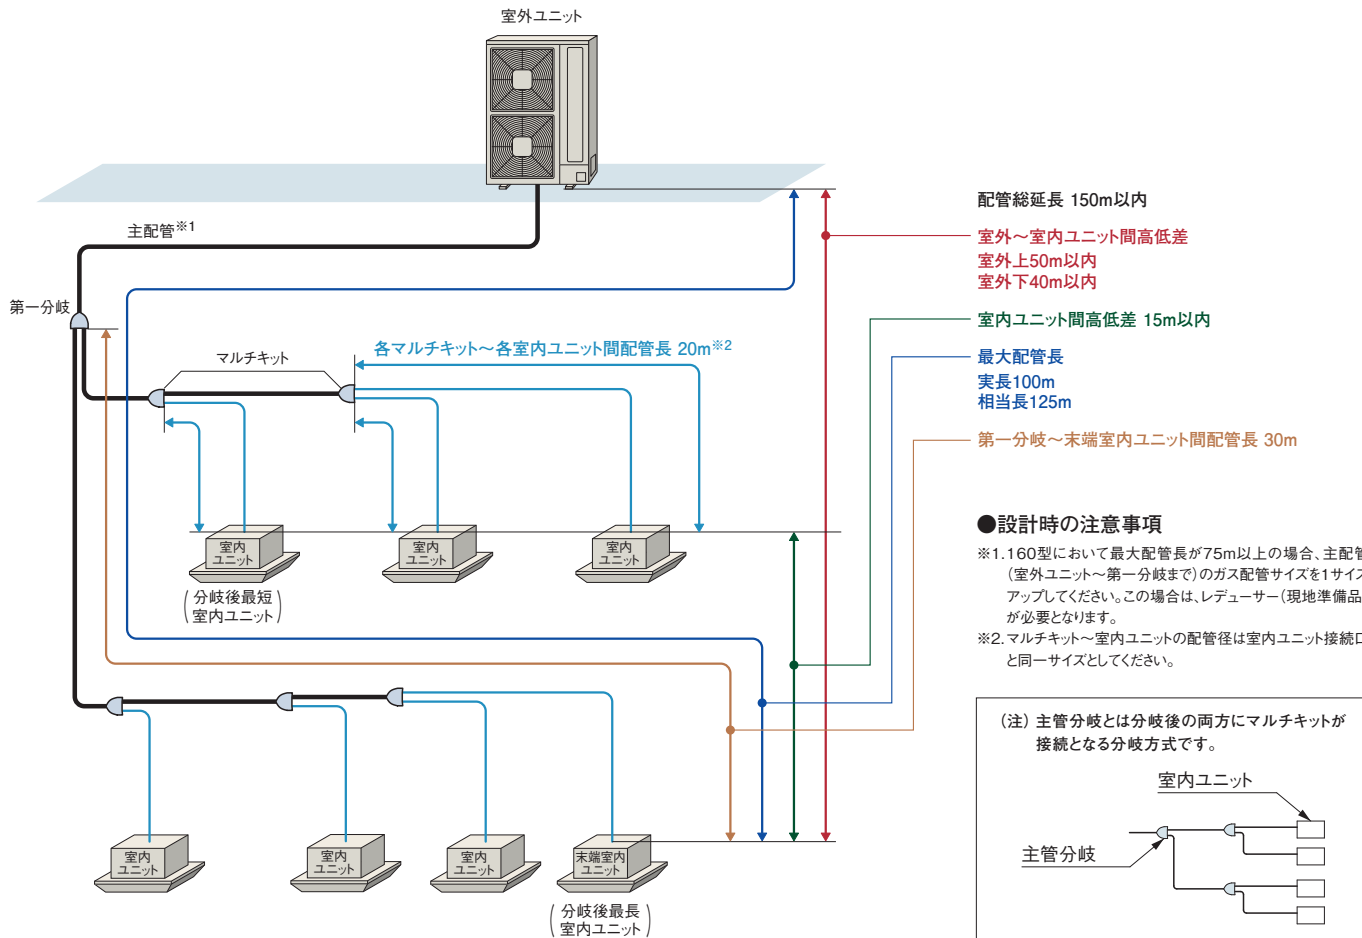 室外ユニット
主配管※1
第一分岐
マルチキット
各マルチキット〜各室内ユニット間配管長 20m※2
室内
ユニット
(分岐後最短
室内ユニット)
室内
ユニット
室内
ユニット
室内
ユニット
室内
ユニット
室内
ユニット
末端室内
ユニット
(分岐後最長
室内ユニット)
配管総延長 150m以内
室外〜室内ユニット間高低差
室外上50m以内
室外下40m以内
室内ユニット間高低差 15m以内
最大配管長
実長100m
相当長125m
第一分岐〜末端室内ユニット間配管長 30m
●設計時の注意事項
※1.160型において最大配管長が75m以上の場合、主配管
(室外ユニット〜第一分岐まで)のガス配管サイズを1サイズ
アップしてください。この場合は、レデューサー(現地準備品
が必要となります。
※2.マルチキット〜室内ユニットの配管径は室内ユニット接続口
と同一サイズとしてください。
(注) 主管分岐とは分岐後の両方にマルチキットが
接続となる分岐方式です。
室内ユニット
主管分岐